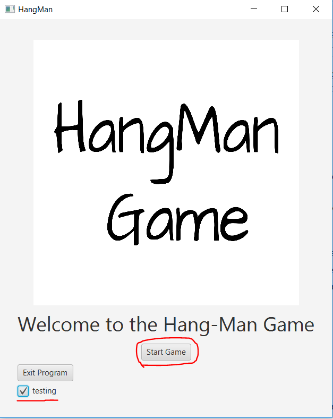 HangMan
HangMan
Game
Welcome to the Hang-Man Game
Start Game
Exit Program
testing